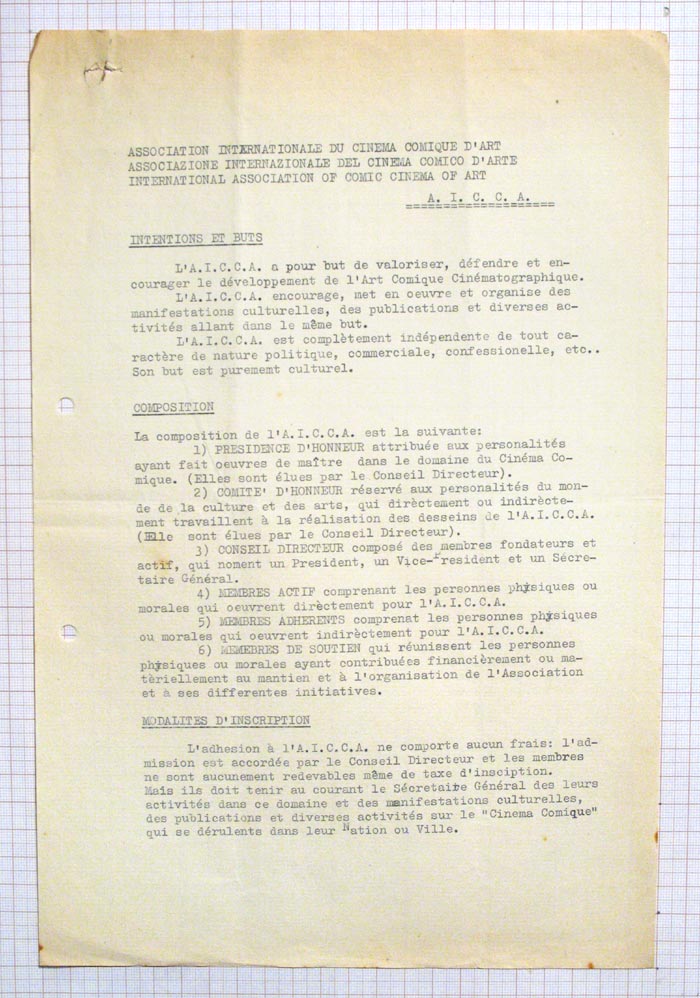 ASSOCIATION INTERNATIONALE DU CINEMA COMIQUE D'ART
ASSOCIAZIONE INTERNAZIONALE DEL CINEMA COMICO D'ARTE
INTERNATIONAL ASSOCIATION OF COMIC CINEMA OF ART
A. I. C. C. A.
INTENTIONS ET BUTS
L'A.I.C.C.A. a pour but de valoriser, défendre et en-
courager le développement de l'Art Comique Cinématographique.
L'A.I.C.C.A. encourage, met en oeuvre et organise des
manifestations culturelles, des publications et diverses ac-
tivités allant dans le même but.
L'A.I.C.C.A. est complètement indépendente de tout ca-
ractère de nature politique, commerciale, confessionelle, etc..
Son but est purememt culturel.
COMPOSITION
La composition de l'A.I.C.C.A. est la suivante:
1) PRESIDENCE D'HONNEUR attribuée aux personalités
ayant fait oeuvres de maître dans le domaine du Cinéma Co-
mique. (Elles sont élues par le Conseil Directeur).
2) COMITE' D'HONNEUR réservé aux personalités du mon-
de de la culture et des arts, qui dirèctement ou indirècte-
ment travaillent à la réalisation des desseins de l'A.I.C.C.A.
(Elle sont élues par le Conseil Directeur).
3) CONSEIL DIRECTEUR composé des membres fondateurs et
actif, qui noment un President, un Vice-President et un Sécre-
taire Général.
4) MEMBRES ACTIF comprenant les personnes physiques ou
morales qui oeuvrent dirèctement pour l'A.I.C.C.A.
5) MEMBRES ADHERENTS comprenat les personnes physiques
ou morales qui oeuvrent indirèctement pour l'A.I.C.C.A.
6) MEMEBRES DE SOUTIEN qui réunissent les personnes
physiques ou morales ayant contribuées financièrement ou ma-
tèriellement au mantien et à l'organisation de l'Association
et à ses differentes initiatives.
MODALITES D'INSCRIPTION
L'adhesion à l'A.I.C.C.A. ne comporte aucun frais: l'ad-
mission est accordée par le Conseil Directeur et les membres
ne sont aucunement redevables même de taxe d'insciption.
Mais ils doit tenir au courant le Sécretaire Général des leurs
activités dans ce domaine et des manifestations culturelles,
des publications et diverses activités sur le "Cinema Comique"
qui se dérulents dans leur Nation ou Ville.